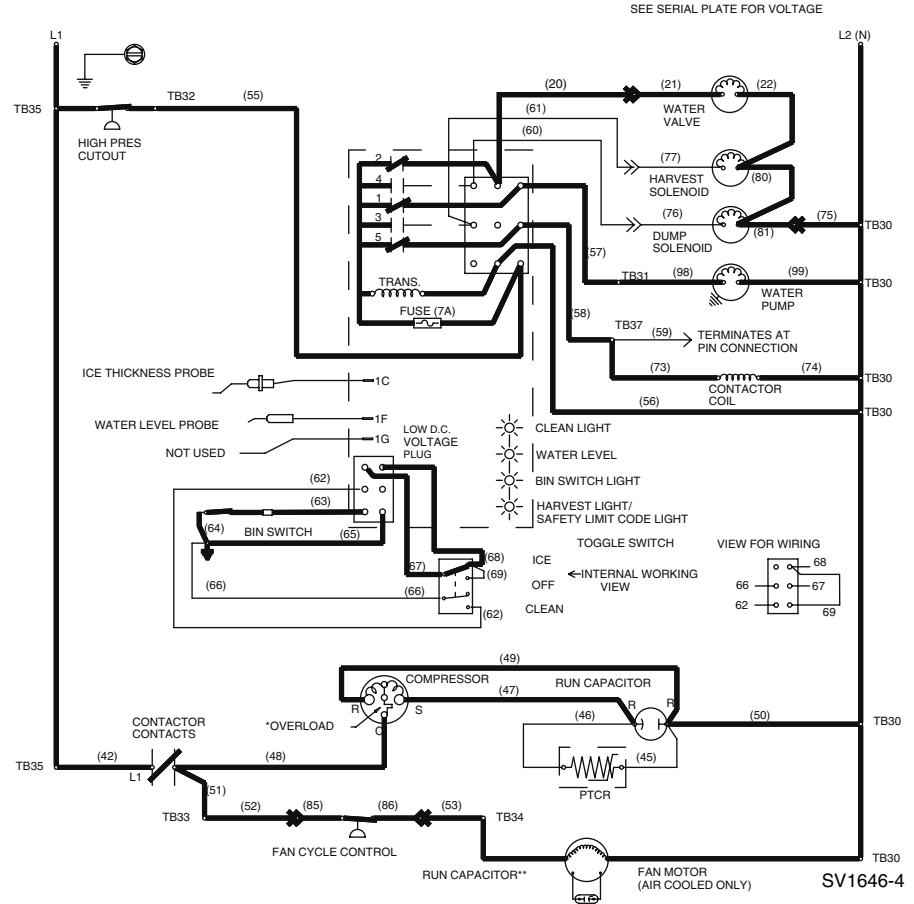 SEE SERIAL PLATE FOR VOLTAGE
L1
L2 (N)
TB35
TB32
(55)
HIGH PRES
CUTOUT
(20)
(21)
(22)
WATER
VALVE
(61)
(60)
(77)
(80)
HARVEST
SOLENOID
(76)
(81)
(75)
DUMP
SOLENOID
TB30
2
4
1
3
5
(57)
TB31
(98)
(99)
TB30
WATER
PUMP
TRANS.
FUSE (7A)
(58)
TB37
(59)
TERMINATES AT
PIN CONNECTION
(73)
(74)
TB30
CONTACTOR
COIL
(56)
TB30
ICE THICKNESS PROBE
1C
WATER LEVEL PROBE
1F
NOT USED
1G
LOW D.C.
VOLTAGE
PLUG
CLEAN LIGHT
WATER LEVEL
BIN SWITCH LIGHT
HARVEST LIGHT/
SAFETY LIMIT CODE LIGHT
(62)
(63)
(64)
BIN SWITCH
(65)
(66)
(67)
(68)
(69)
(66)
(62)
TOGGLE SWITCH
ICE
OFF
CLEAN
INTERNAL WORKING
VIEW
VIEW FOR WIRING
68
66
67
62
69
(49)
COMPRESSOR
(47)
RUN CAPACITOR
R
S
C
*OVERLOAD
R
R
(46)
(50)
TB30
(45)
PTCR
CONTACTOR
CONTACTS
TB35
(42)
L1
(48)
(51)
TB33
(52)
(85)
(86)
(53)
TB34
FAN CYCLE CONTROL
RUN CAPACITOR**
FAN MOTOR
(AIR COOLED ONLY)
TB30
SV1646-4